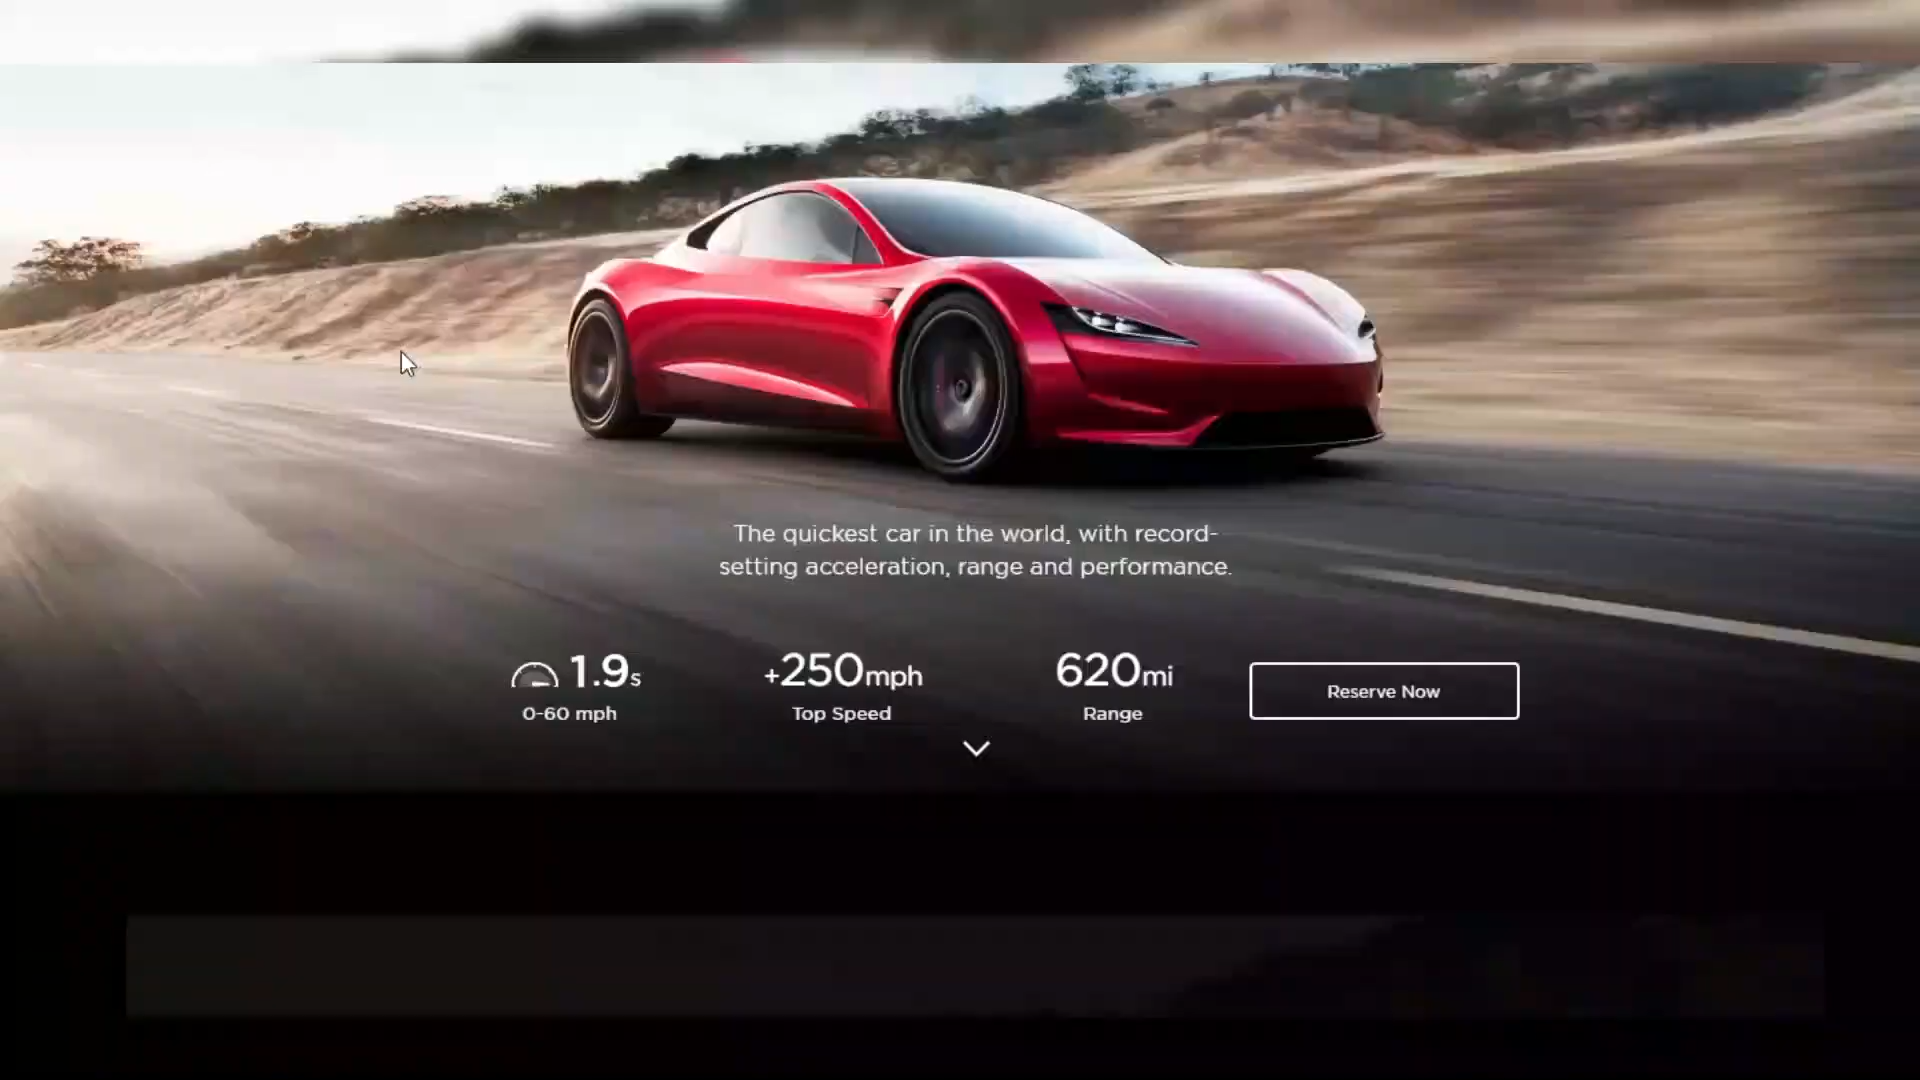 The quickest car in the world, with record-
setting acceleration, range and performance.
1.9s
0-60 mph
+250mph
Top Speed
620mi
Range
Reserve Now